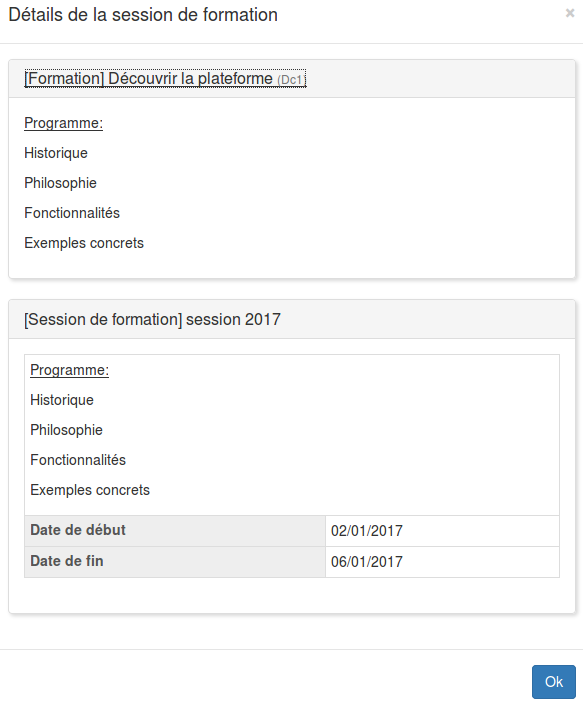 Détails de la session de formation
×
[Formation] Découvrir la plateforme (Dc1)
Programme:
Historique
Philosophie
Fonctionnalités
Exemples concrets
[Session de formation] session 2017
Programme:
Historique
Philosophie
Fonctionnalités
Exemples concrets
Date de début 02/01/2017
Date de fin 06/01/2017
Ok